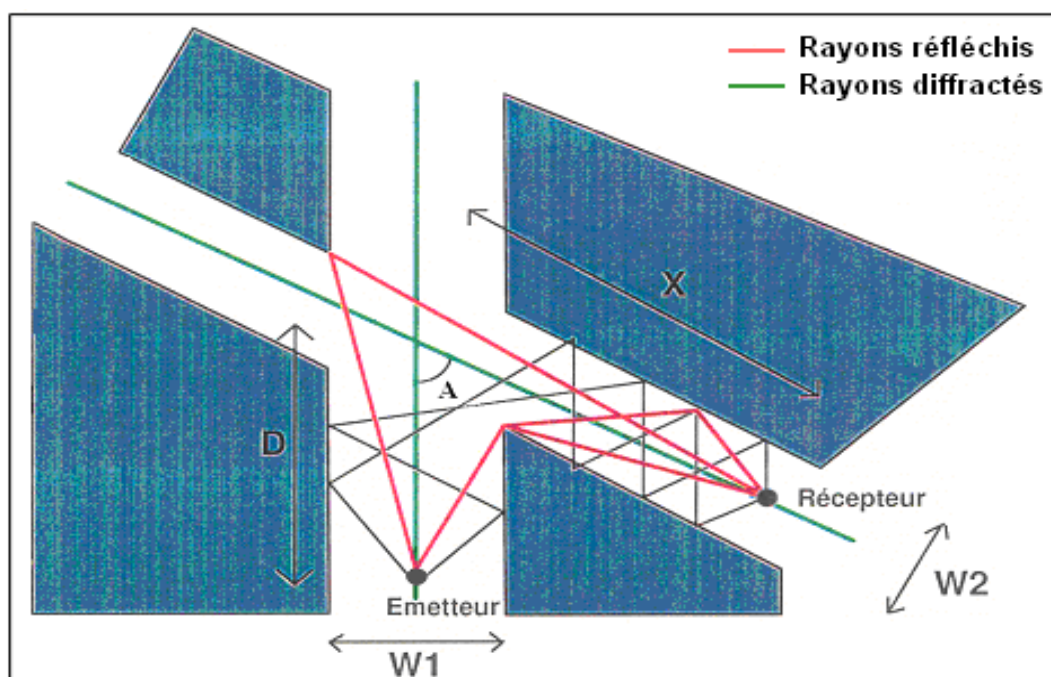 Rayons réfléchis
Rayons diffractés
X
A
D
Récepteur
W2
Emetteur
W1